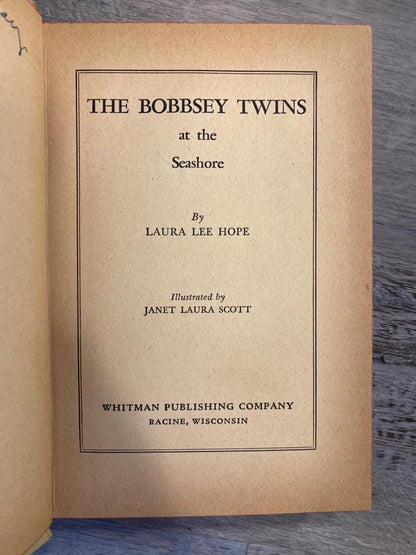 THE BOBBSEY TWINS
at the
Seashore
By
LAURA LEE HOPE
Illustrated by
JANET LAURA SCOTT
WHITMAN PUBLISHING COMPANY
RACINE, WISCONSIN